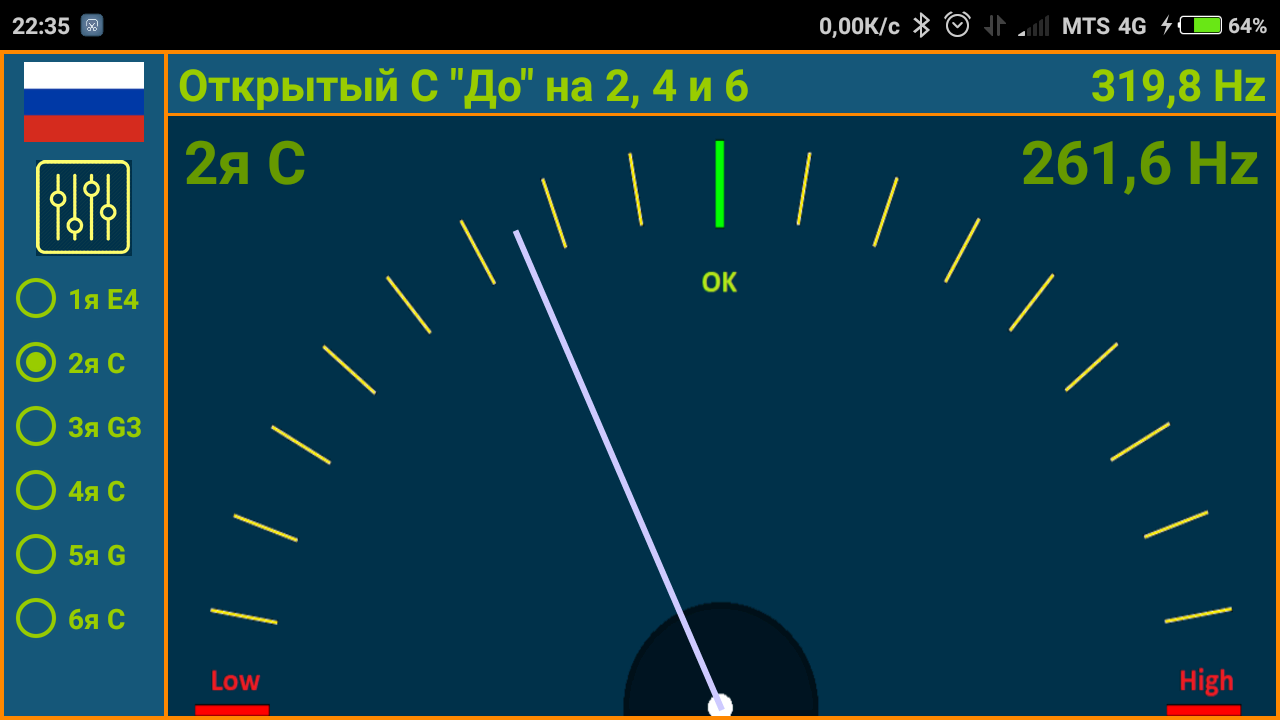 22:35 0,00K/c MTS 4G 64%
Открытый С "До" на 2, 4 и 6 319,8 Hz
2я C 261,6 Hz
OK
1я E4
2я C
3я G3
4я C
5я G
6я C
Low High